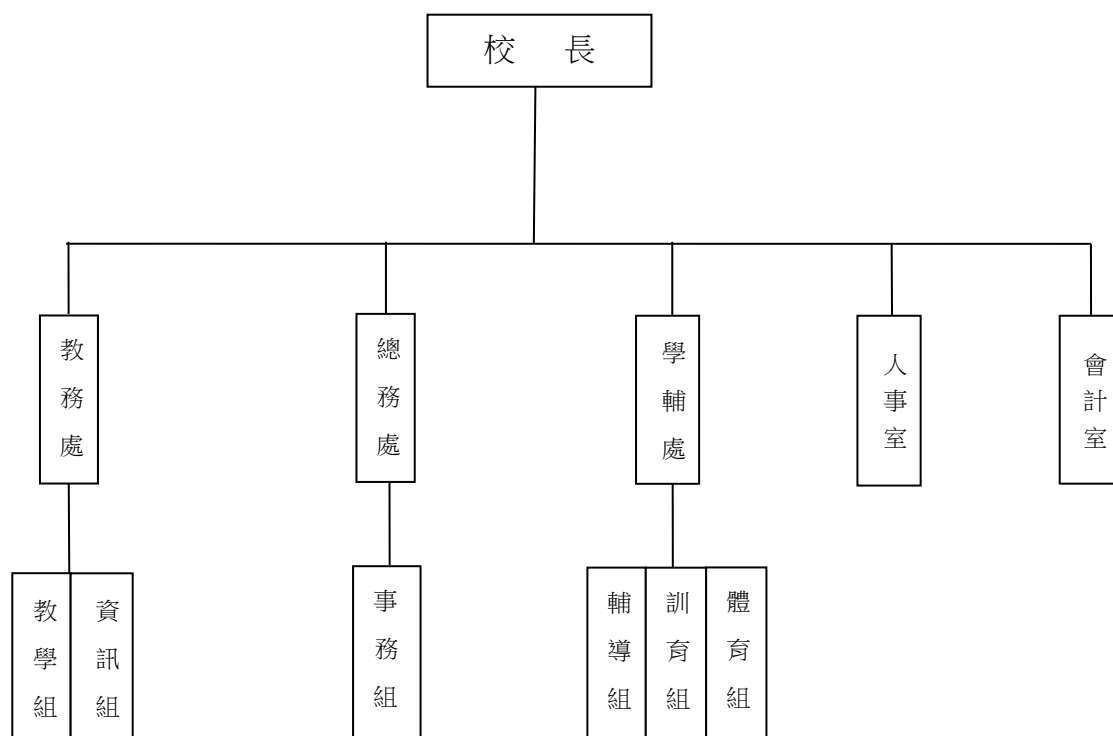 校　長
教務處
總務處
學輔處
人事室
會計室
教學組
資訊組
事務組
輔導組
訓育組
體育組